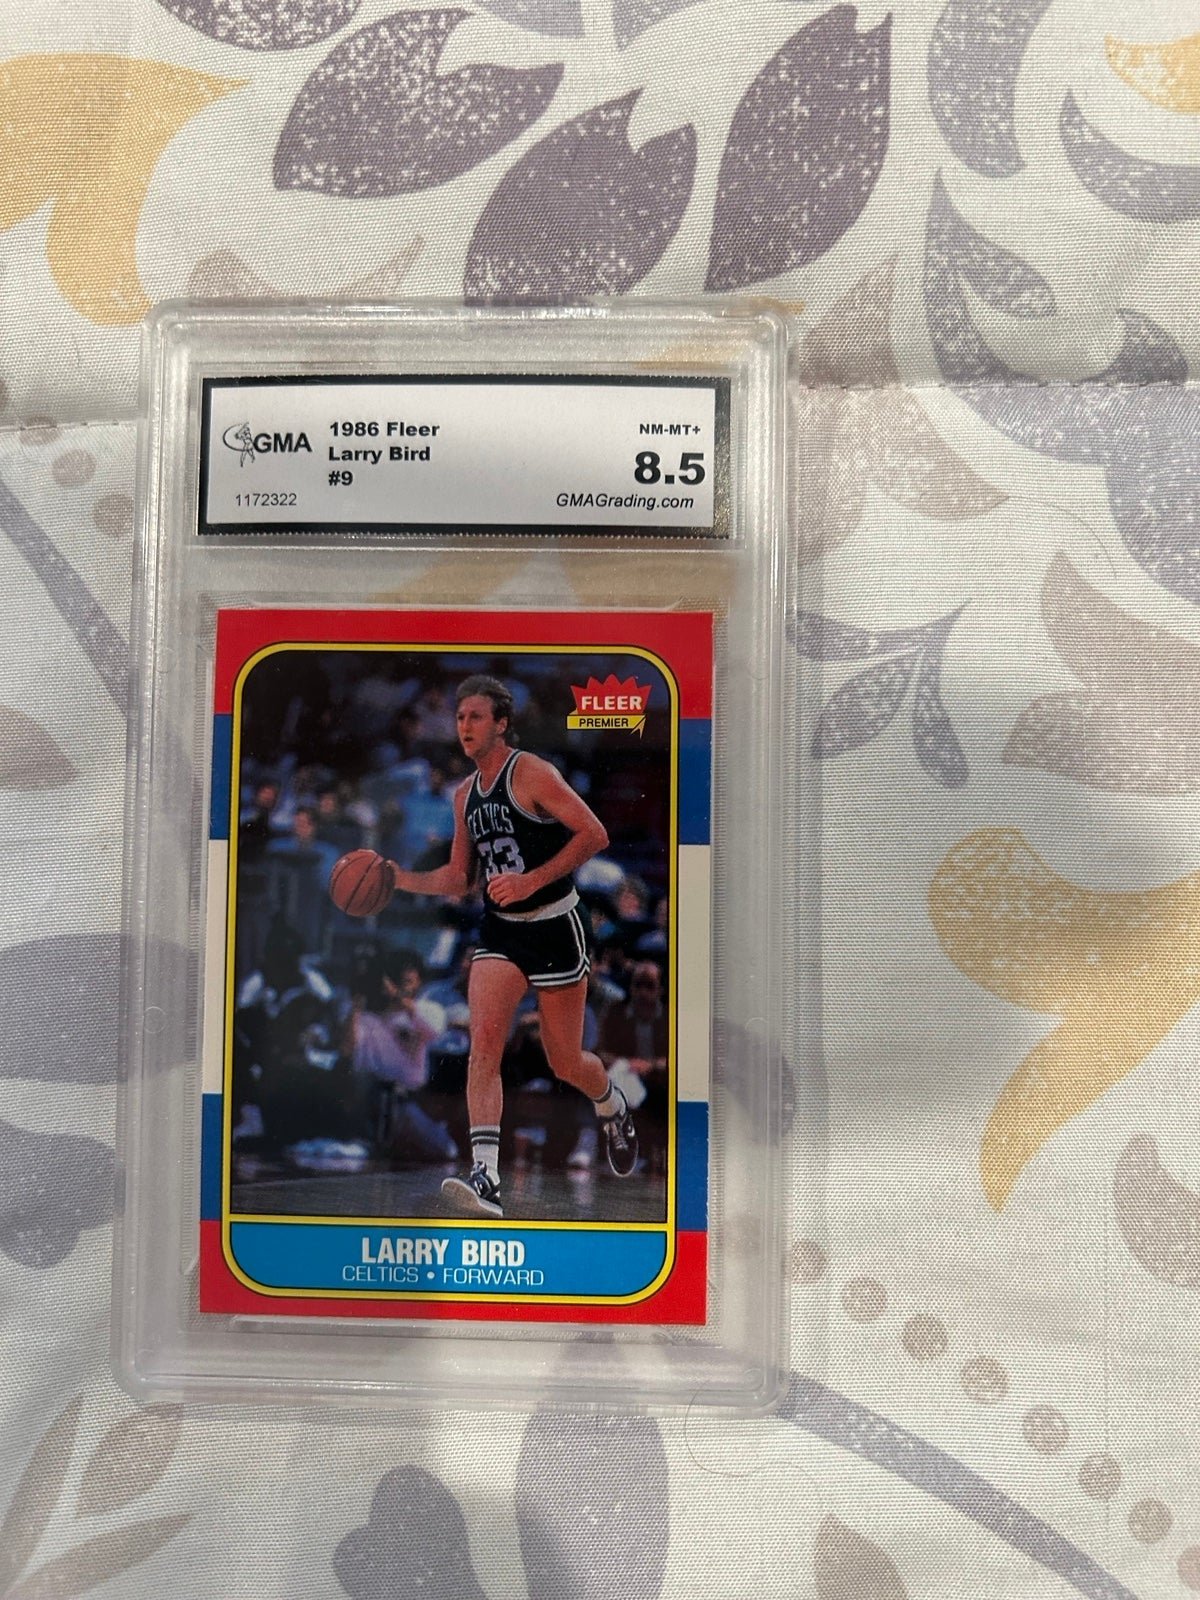 GMA
1986 Fleer
Larry Bird
#9
1172322
NM-MT+
8.5
GMAGrading.com
FLEER
PREMIER
CELTICS
33
LARRY BIRD
CELTICS • FORWARD